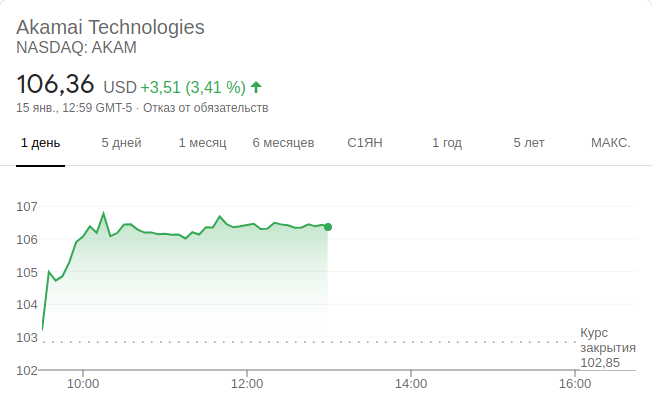 Akamai Technologies
NASDAQ: AKAM
106,36 USD +3,51 (3,41 %)
15 янв., 12:59 GMT-5 · Отказ от обязательств
1 день 5 дней 1 месяц 6 месяцев С1ЯН 1 год 5 лет МАКС.
107
106
105
104
103
Курс
закрытия
102,85
102
10:00 12:00 14:00 16:00